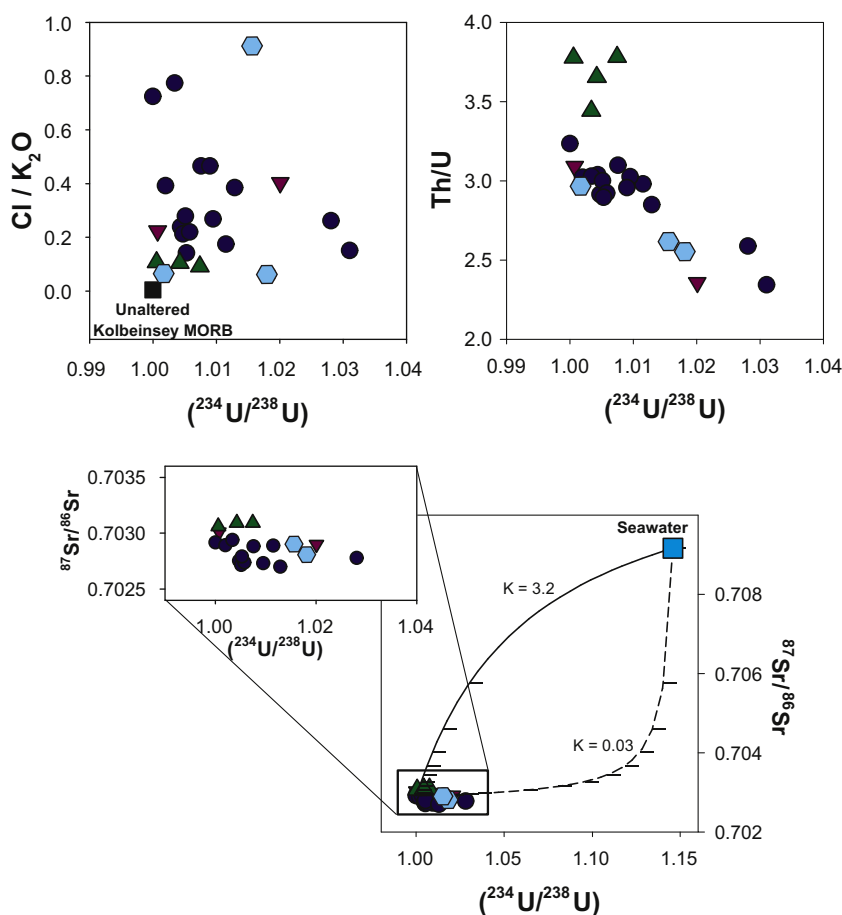 1.0
0.8
0.6
0.4
0.2
0.0
Cl / K₂O
Unaltered
Kolbeinsey MORB
0.99 1.00 1.01 1.02 1.03 1.04
(²³⁴U/²³⁸U)
4.0
3.5
3.0
2.5
2.0
Th/U
0.99 1.00 1.01 1.02 1.03 1.04
(²³⁴U/²³⁸U)
0.7035
0.7030
0.7025
⁸⁷Sr/⁸⁶Sr
1.00 1.02 1.04
(²³⁴U/²³⁸U)
Seawater
K = 3.2
K = 0.03
0.708
0.706
0.704
0.702
⁸⁷Sr/⁸⁶Sr
1.00 1.05 1.10 1.15
(²³⁴U/²³⁸U)